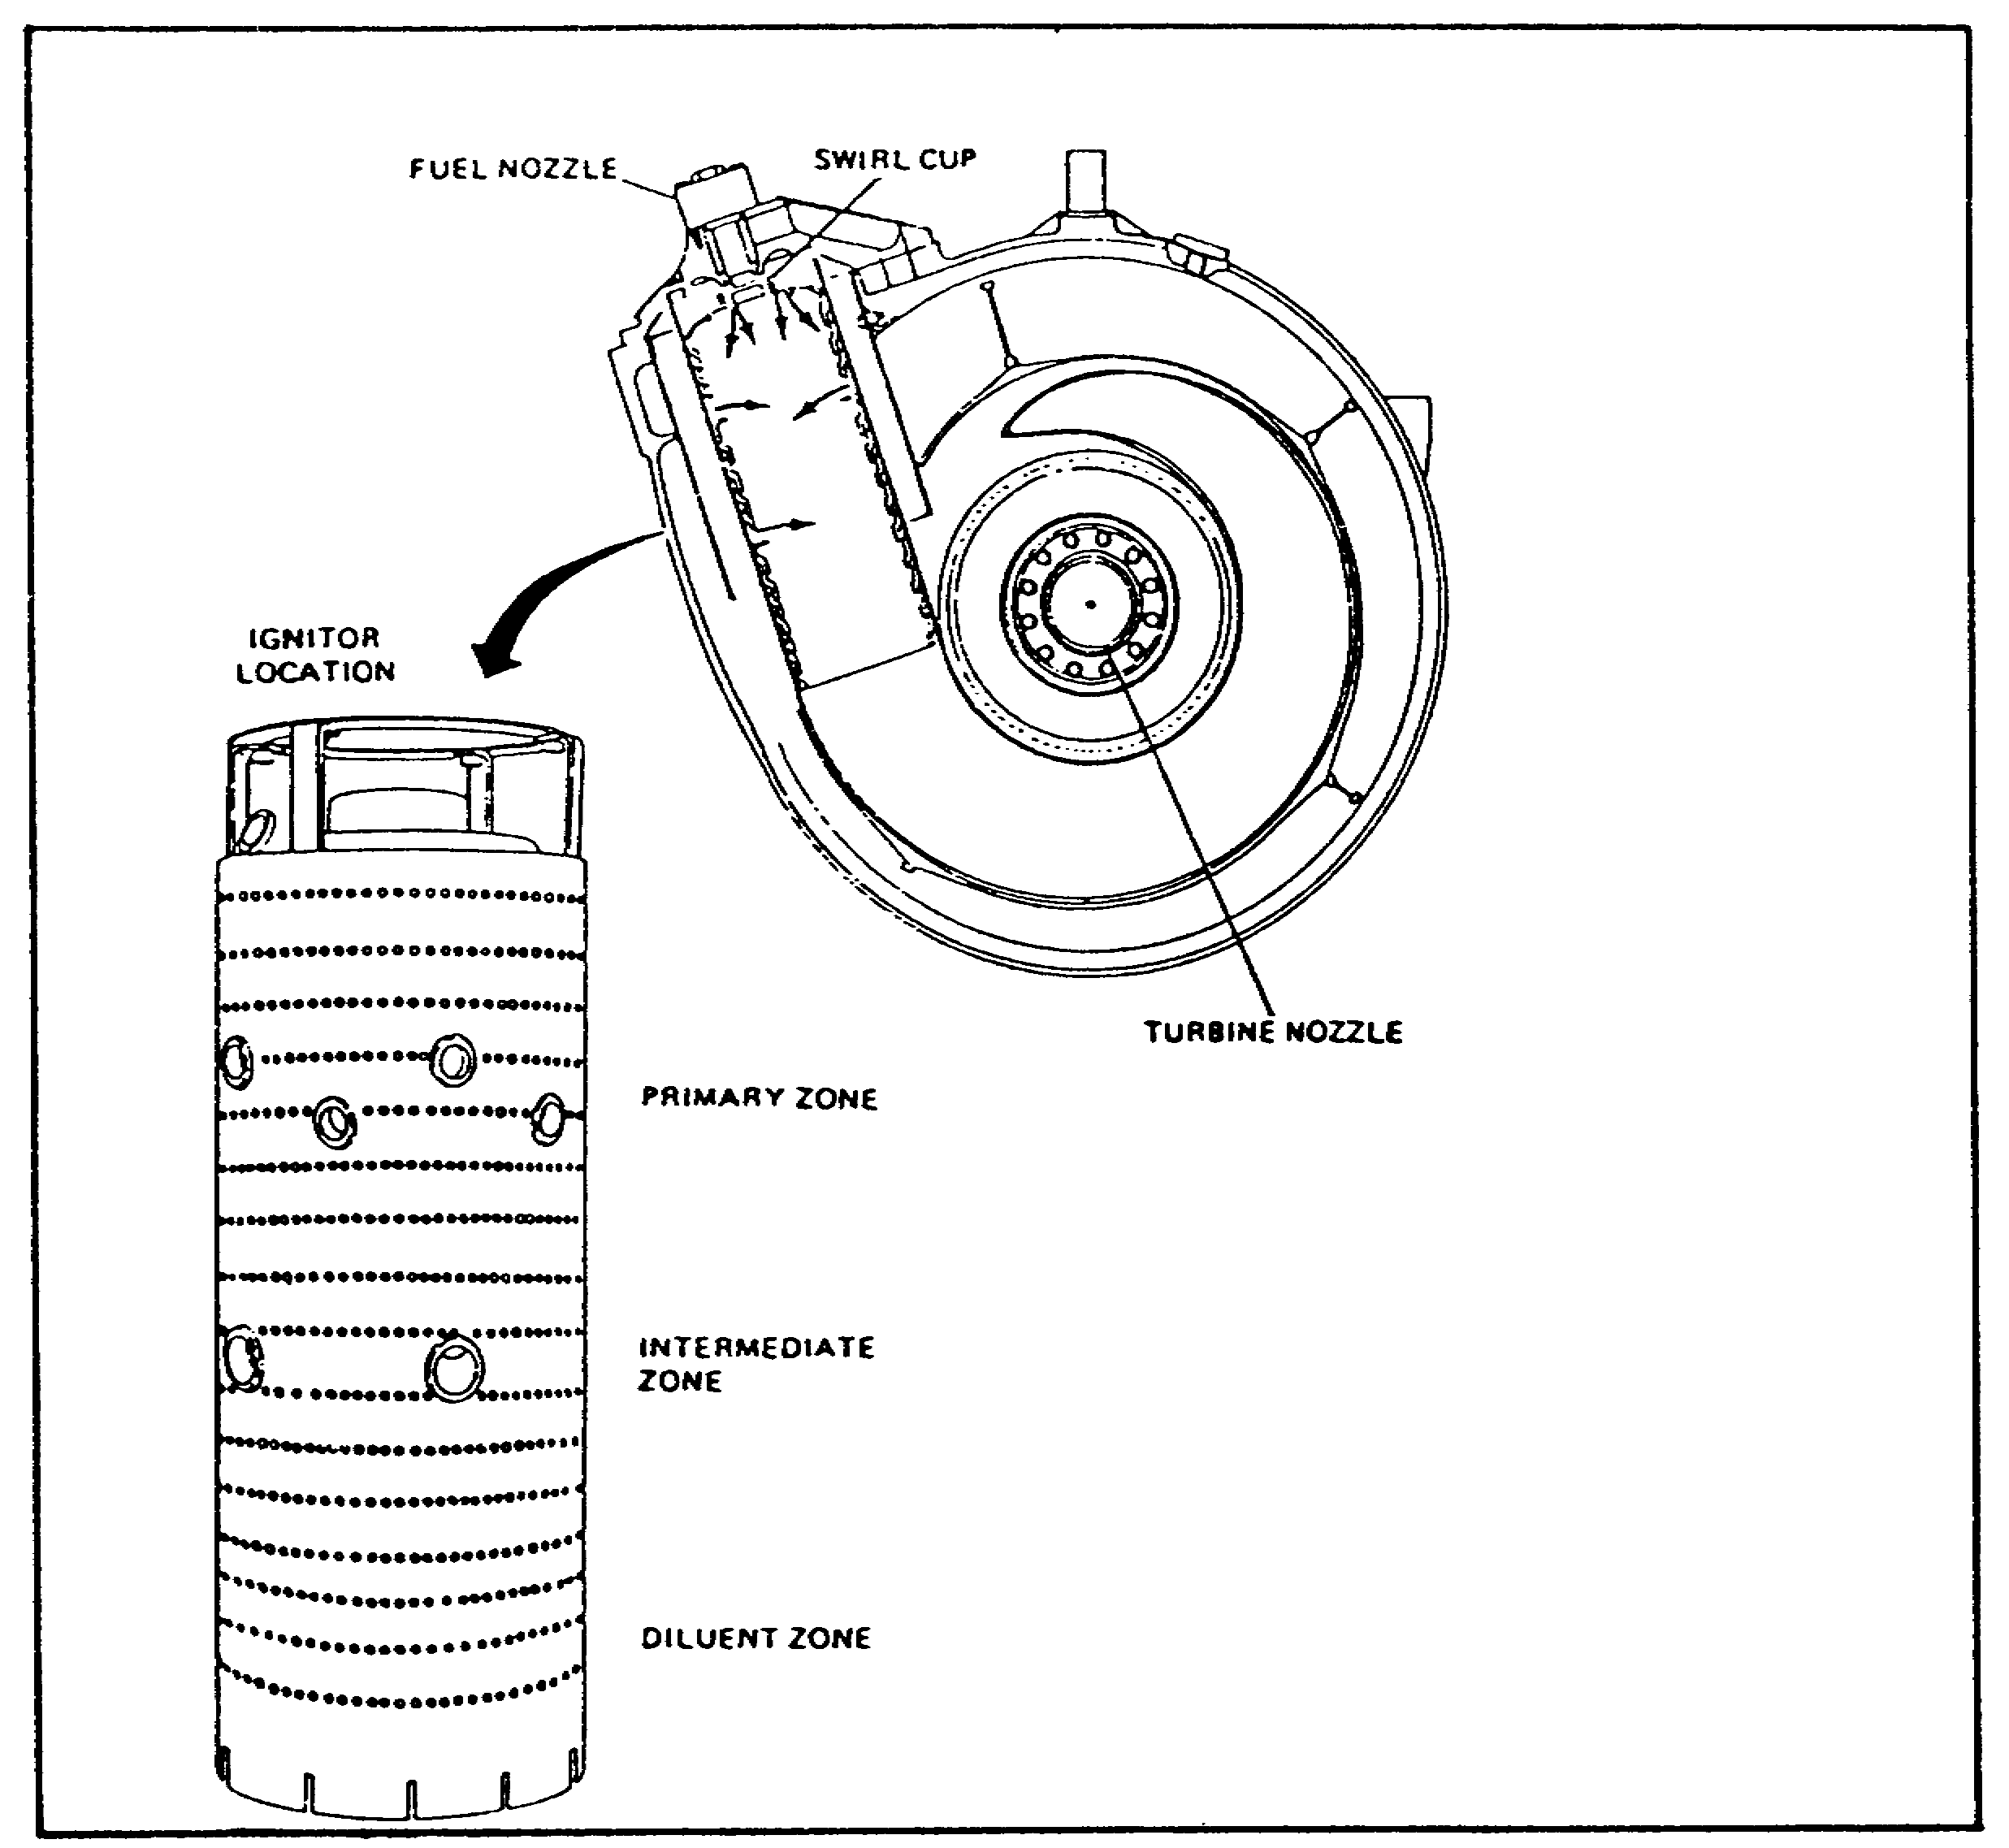 FUEL NOZZLE
SWIRL CUP
IGNITOR
LOCATION
TURBINE NOZZLE
PRIMARY ZONE
INTERMEDIATE
ZONE
DILUENT ZONE